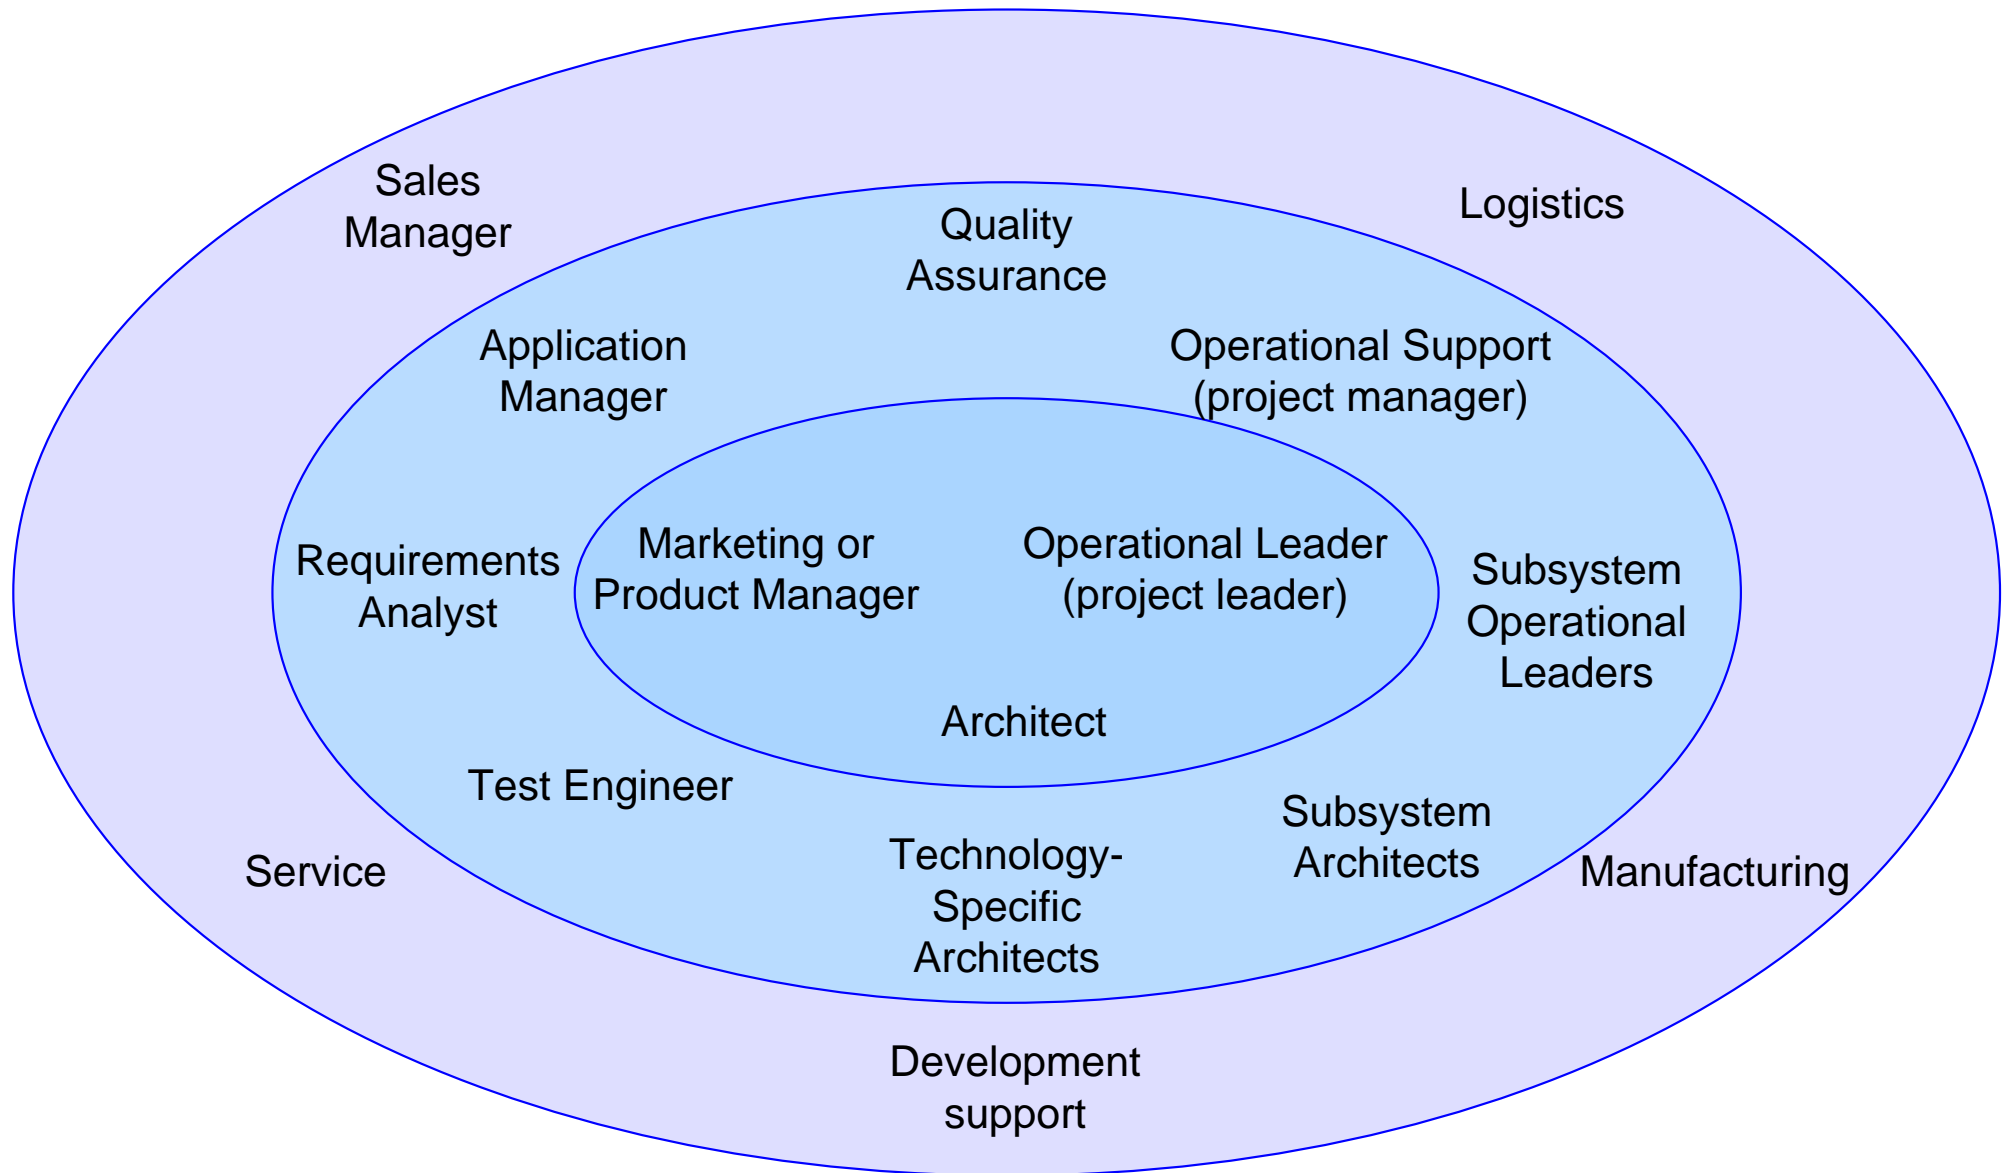 Sales
Manager
Logistics
Quality
Assurance
Application
Manager
Operational Support
(project manager)
Requirements
Analyst
Marketing or
Product Manager
Operational Leader
(project leader)
Subsystem
Operational
Leaders
Architect
Test Engineer
Subsystem
Architects
Technology-
Specific
Architects
Service
Manufacturing
Development
support